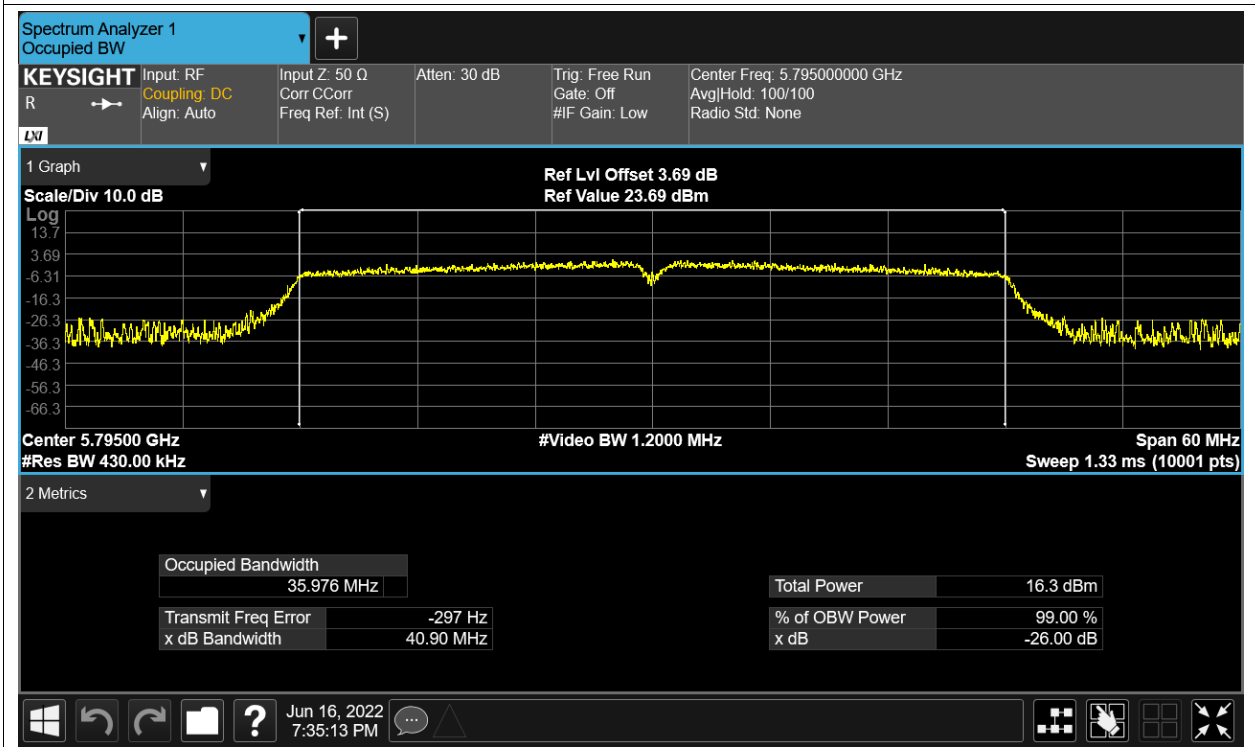 Spectrum Analyzer 1
Occupied BW
KEYSIGHT Input: RF Input Z: 50 Ω Atten: 30 dB Trig: Free Run Center Freq: 5.795000000 GHz
R Coupling: DC Corr CCorr Gate: Off Avg|Hold: 100/100
Align: Auto Freq Ref: Int (S) #IF Gain: Low Radio Std: None
LXI
1 Graph
Ref Lvl Offset 3.69 dB
Scale/Div 10.0 dB Ref Value 23.69 dBm
Log
13.7
3.69
-6.31
-16.3
-26.3
-36.3
-46.3
-56.3
-66.3
Center 5.79500 GHz #Video BW 1.2000 MHz Span 60 MHz
#Res BW 430.00 kHz Sweep 1.33 ms (10001 pts)
2 Metrics
Occupied Bandwidth
35.976 MHz Total Power 16.3 dBm
Transmit Freq Error -297 Hz % of OBW Power 99.00 %
x dB Bandwidth 40.90 MHz x dB -26.00 dB
? Jun 16, 2022
7:35:13 PM